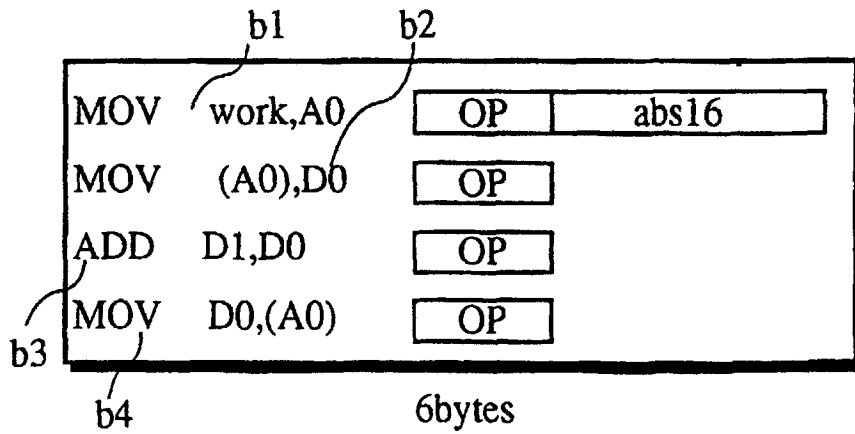 b1 b2
MOV work,A0 OP abs16
MOV (A0),D0 OP
ADD D1,D0 OP
MOV D0,(A0) OP
b3
b4 6bytes